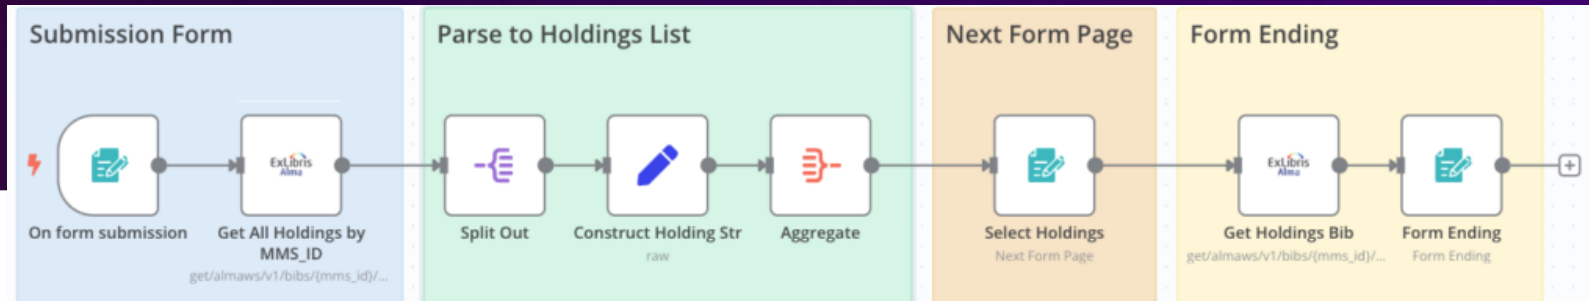 Submission Form
Parse to Holdings List
Next Form Page
Form Ending
ExLibris
Alma
ExLibris
Alma
On form submission
Get All Holdings by
MMS_ID
get/almaws/v1/bibs/{mms_id}/...
Split Out
Construct Holding Str
raw
Aggregate
Select Holdings
Next Form Page
Get Holdings Bib
get/almaws/v1/bibs/{mms_id}/...
Form Ending
Form Ending